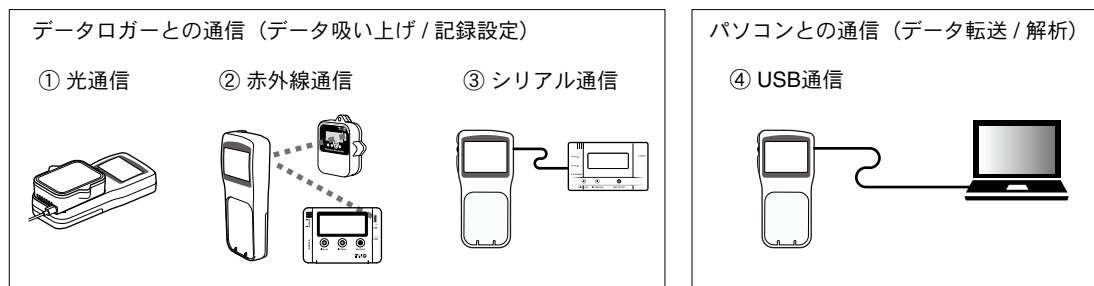 データロガーとの通信（データ吸い上げ / 記録設定）
① 光通信
② 赤外線通信
③ シリアル通信
パソコンとの通信（データ転送 / 解析）
④ USB通信